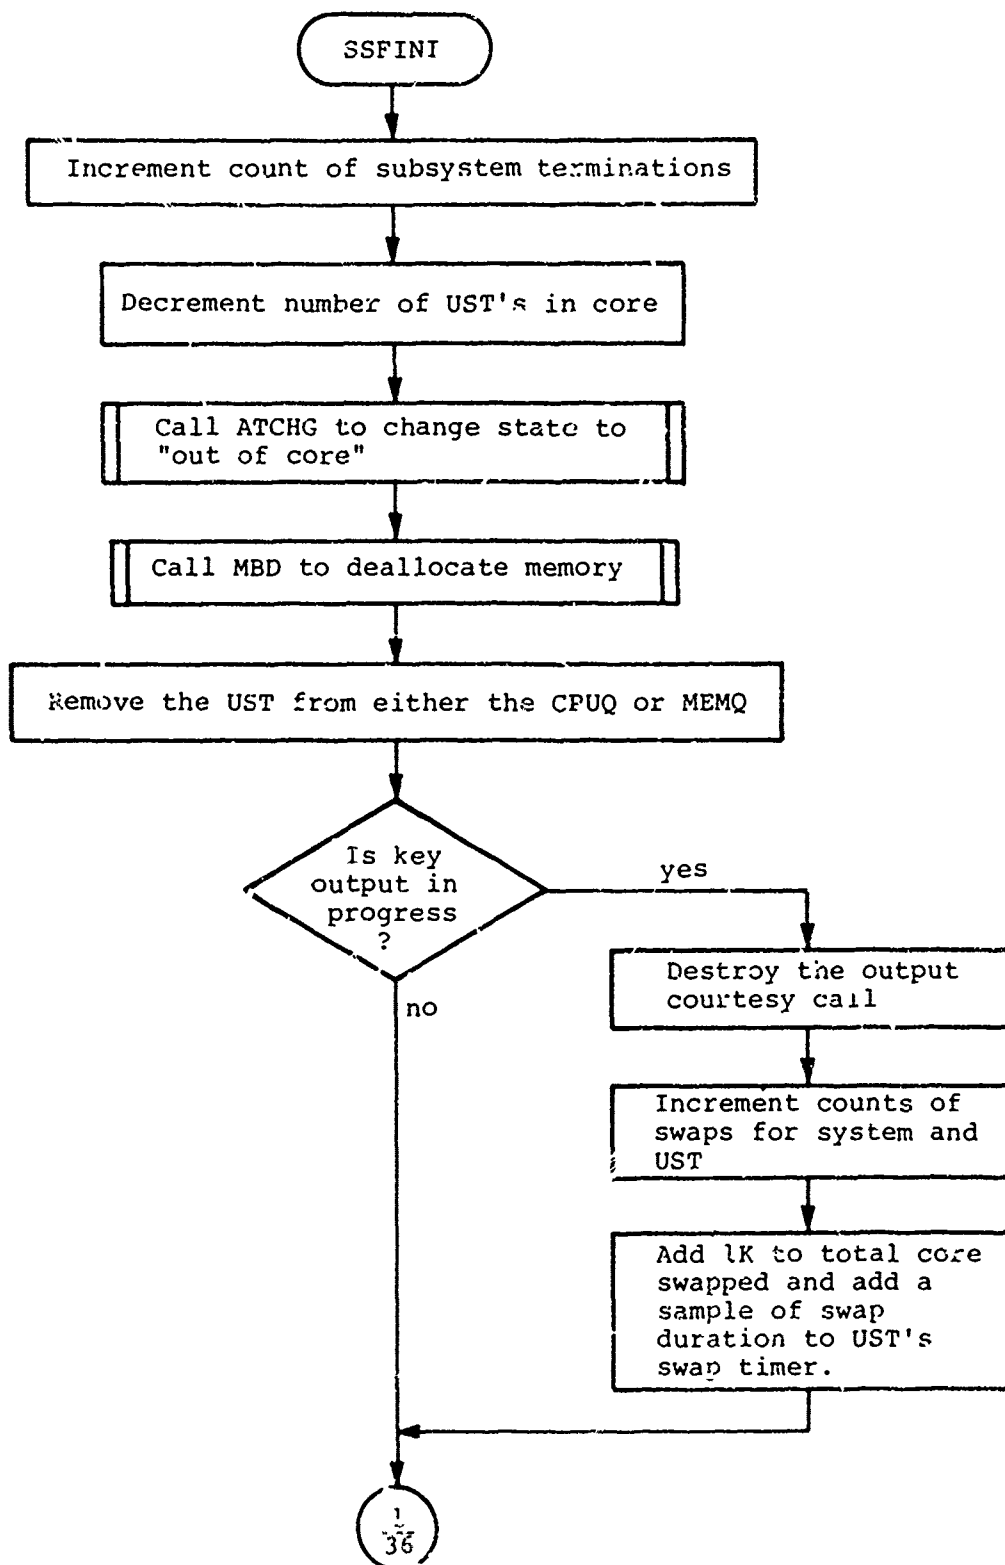 SSFINI
Increment count of subsystem terminations
Decrement number of UST's in core
Call ATCHG to change state to
"out of core"
Call MBD to deallocate memory
Remove the UST from either the CPUQ or MEMQ
Is key
output in
progress
?
yes
no
Destroy the output
courtesy call
Increment counts of
swaps for system and
UST
Add 1K to total core
swapped and add a
sample of swap
duration to UST's
swap timer.
1
36